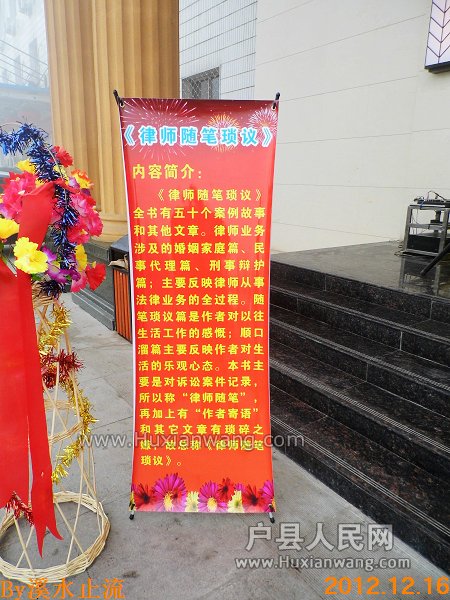 《律师随笔琐议》
内容简介：
《律师随笔琐议》
全书有五十个案例故事
和其他文章。律师业务
涉及的婚姻家庭篇、民
事代理篇、刑事辩护
篇；主要反映律师从事
法律业务的全过程。随
笔琐议篇是作者对以往
生活工作的感慨；顺口
溜篇主要反映作者对生
活的乐观心态。本书主
要是对诉讼案件记录，
所以称“律师随笔”，
再加上有“作者寄语”
和其它文章有琐碎之
故总称《律师随笔
琐议》。
www.Huxianwang.com
户县人民网
www.Huxianwang.com
By溪水止流
2012.12.16